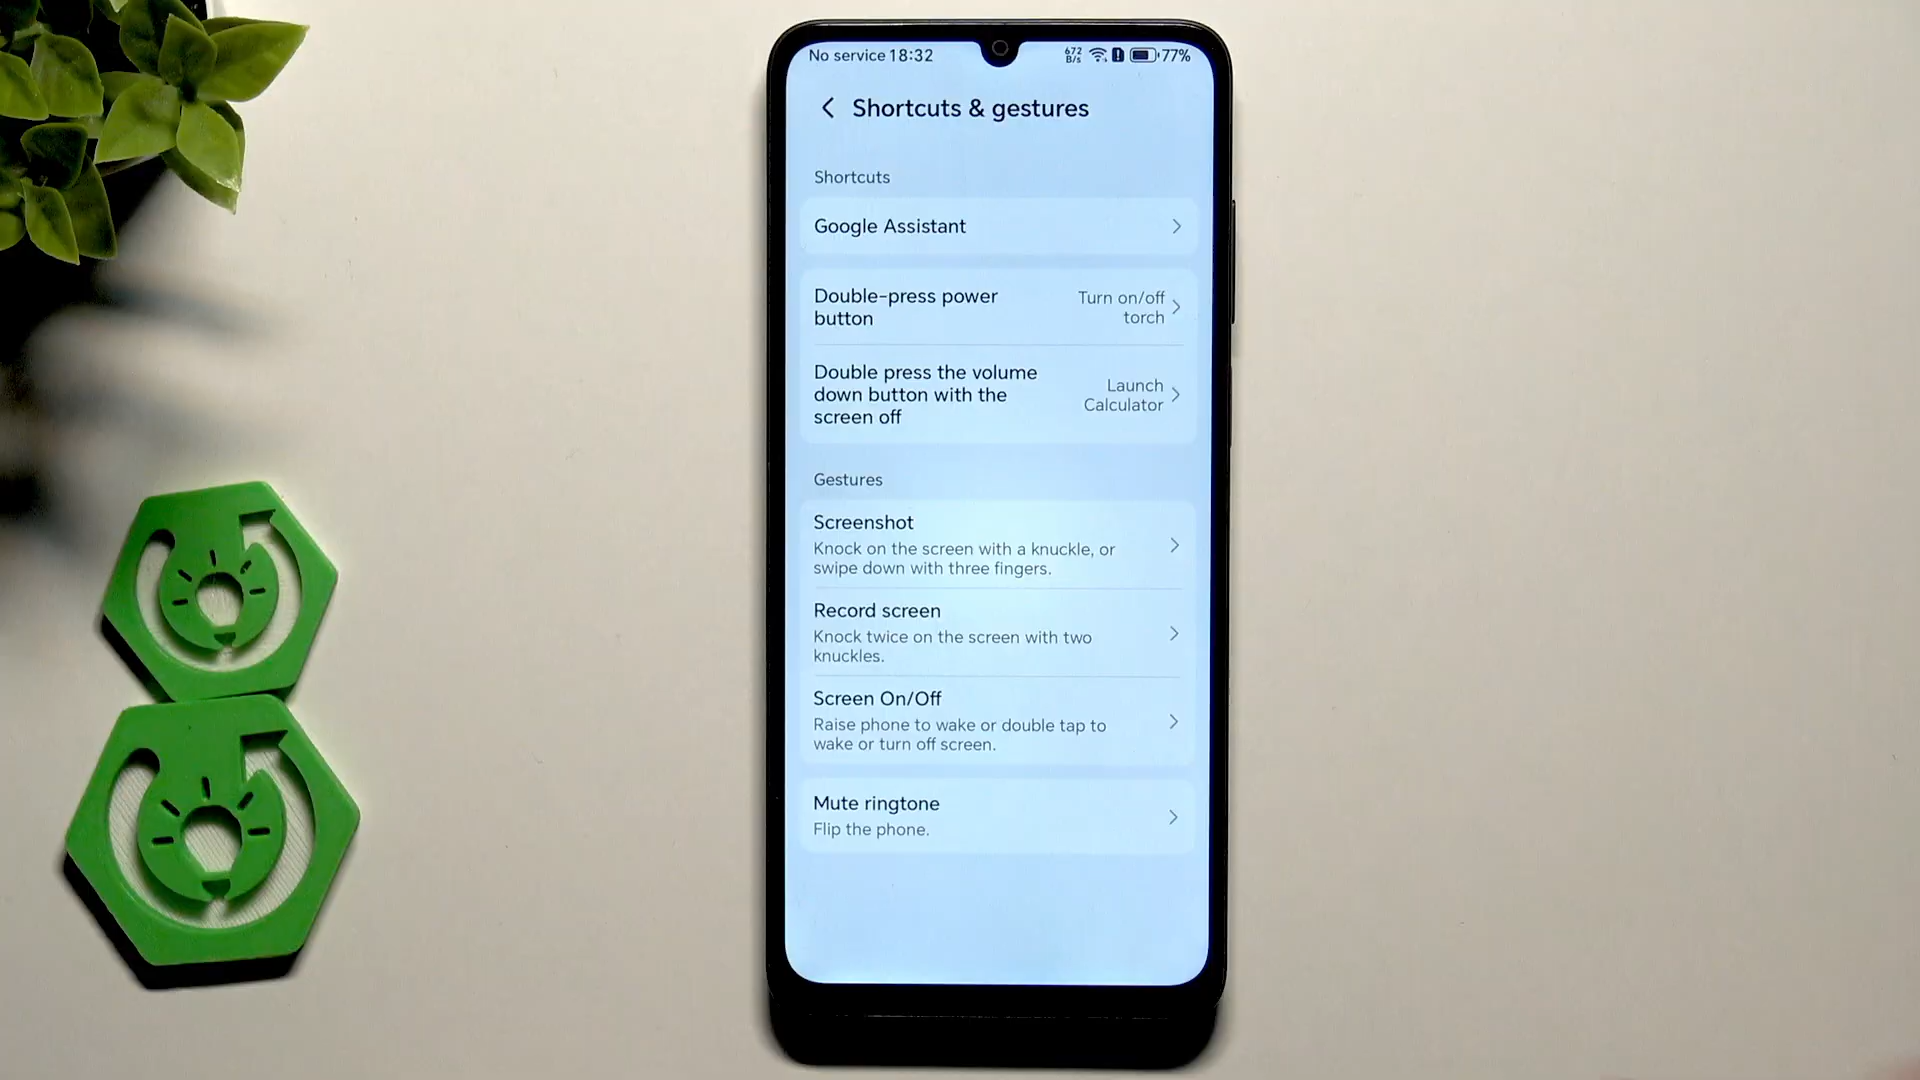 No service 18:32
672 B/s
77%
Shortcuts & gestures
Shortcuts
Google Assistant
Double-press power
button
Turn on/off
torch
Double press the volume
down button with the
screen off
Launch
Calculator
Gestures
Screenshot
Knock on the screen with a knuckle, or
swipe down with three fingers.
Record screen
Knock twice on the screen with two
knuckles.
Screen On/Off
Raise phone to wake or double tap to
wake or turn off screen.
Mute ringtone
Flip the phone.